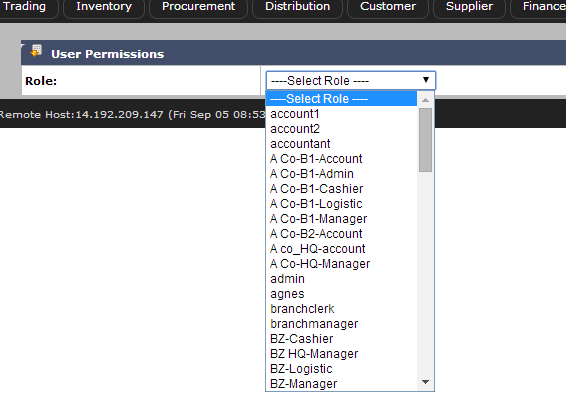 Trading Inventory Procurement Distribution Customer Supplier Finance
User Permissions
Role: ----Select Role ----
----Select Role ----
account1
account2
accountant
A Co-B1-Account
A Co-B1-Admin
A Co-B1-Cashier
A Co-B1-Logistic
A Co-B1-Manager
A Co-B2-Account
A co_HQ-account
A Co-HQ-Manager
admin
agnes
branchclerk
branchmanager
BZ-Cashier
BZ HQ-Manager
BZ-Logistic
BZ-Manager
Remote Host:14.192.209.147 (Fri Sep 05 08:53